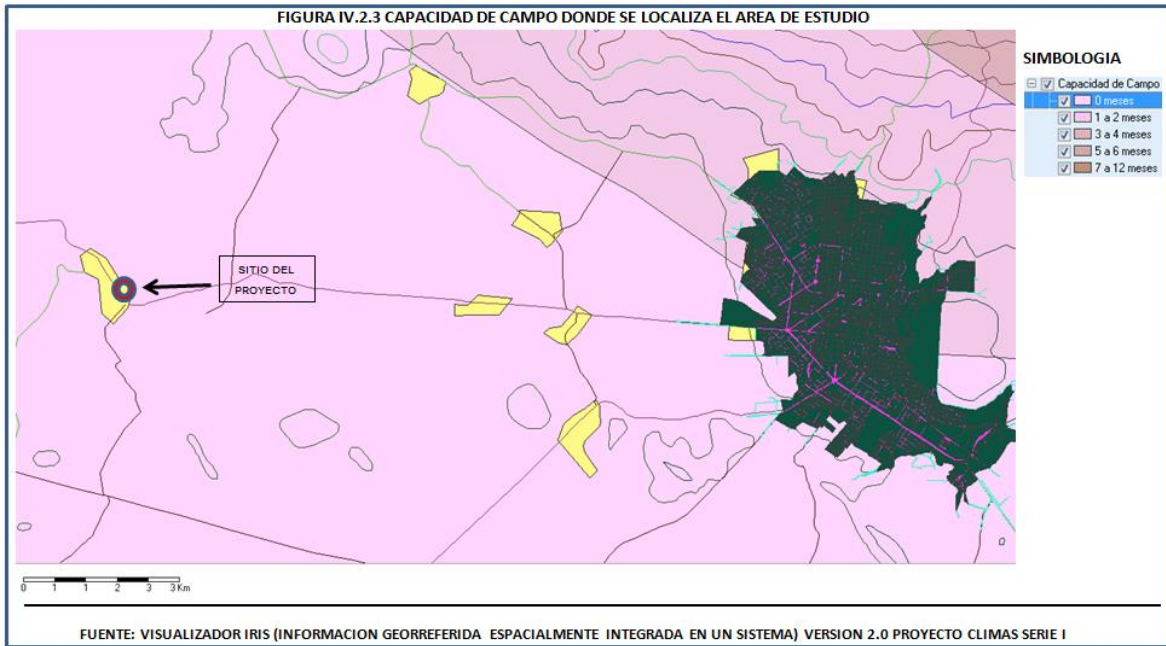 FIGURA IV.2.3 CAPACIDAD DE CAMPO DONDE SE LOCALIZA EL AREA DE ESTUDIO
SIMBOLOGIA
Capacidad de Campo
0 meses
1 a 2 meses
3 a 4 meses
5 a 6 meses
7 a 12 meses
SITIO DEL
PROYECTO
0 1 1 2 3 3 Km
FUENTE: VISUALIZADOR IRIS (INFORMACION GEORREFERIDA ESPACIALMENTE INTEGRADA EN UN SISTEMA) VERSION 2.0 PROYECTO CLIMAS SERIE I